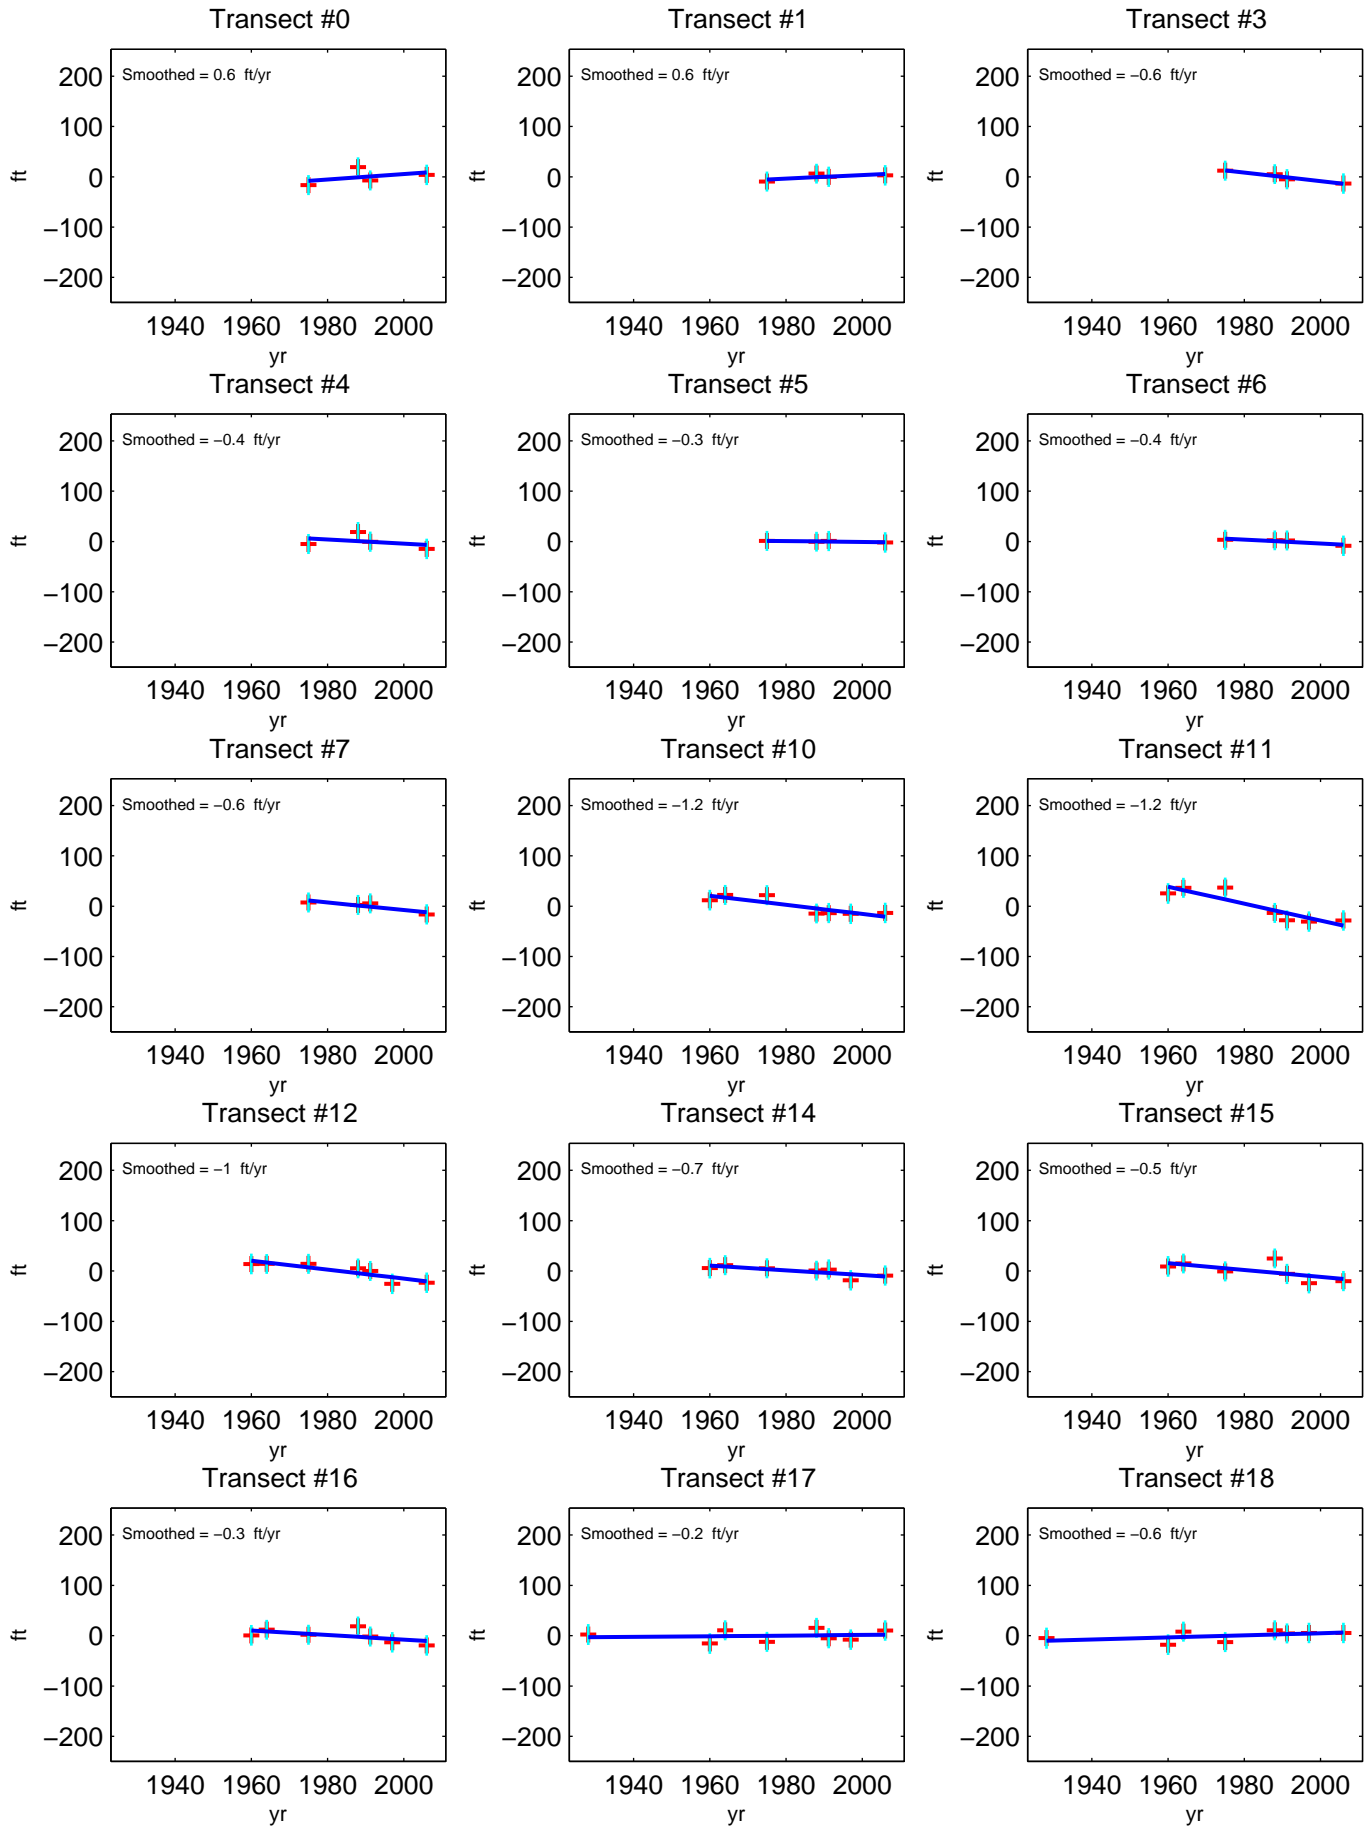 Transect #0
Transect #1
Transect #3
Smoothed = 0.6 ft/yr
Smoothed = 0.6 ft/yr
Smoothed = −0.6 ft/yr
200
100
0
−100
−200
ft
1940 1960 1980 2000
yr
200
100
0
−100
−200
ft
1940 1960 1980 2000
yr
200
100
0
−100
−200
ft
1940 1960 1980 2000
yr
Transect #4
Transect #5
Transect #6
Smoothed = −0.4 ft/yr
Smoothed = −0.3 ft/yr
Smoothed = −0.4 ft/yr
200
100
0
−100
−200
ft
1940 1960 1980 2000
yr
200
100
0
−100
−200
ft
1940 1960 1980 2000
yr
200
100
0
−100
−200
ft
1940 1960 1980 2000
yr
Transect #7
Transect #10
Transect #11
Smoothed = −0.6 ft/yr
Smoothed = −1.2 ft/yr
Smoothed = −1.2 ft/yr
200
100
0
−100
−200
ft
1940 1960 1980 2000
yr
200
100
0
−100
−200
ft
1940 1960 1980 2000
yr
200
100
0
−100
−200
ft
1940 1960 1980 2000
yr
Transect #12
Transect #14
Transect #15
Smoothed = −1 ft/yr
Smoothed = −0.7 ft/yr
Smoothed = −0.5 ft/yr
200
100
0
−100
−200
ft
1940 1960 1980 2000
yr
200
100
0
−100
−200
ft
1940 1960 1980 2000
yr
200
100
0
−100
−200
ft
1940 1960 1980 2000
yr
Transect #16
Transect #17
Transect #18
Smoothed = −0.3 ft/yr
Smoothed = −0.2 ft/yr
Smoothed = −0.6 ft/yr
200
100
0
−100
−200
ft
1940 1960 1980 2000
yr
200
100
0
−100
−200
ft
1940 1960 1980 2000
yr
200
100
0
−100
−200
ft
1940 1960 1980 2000
yr